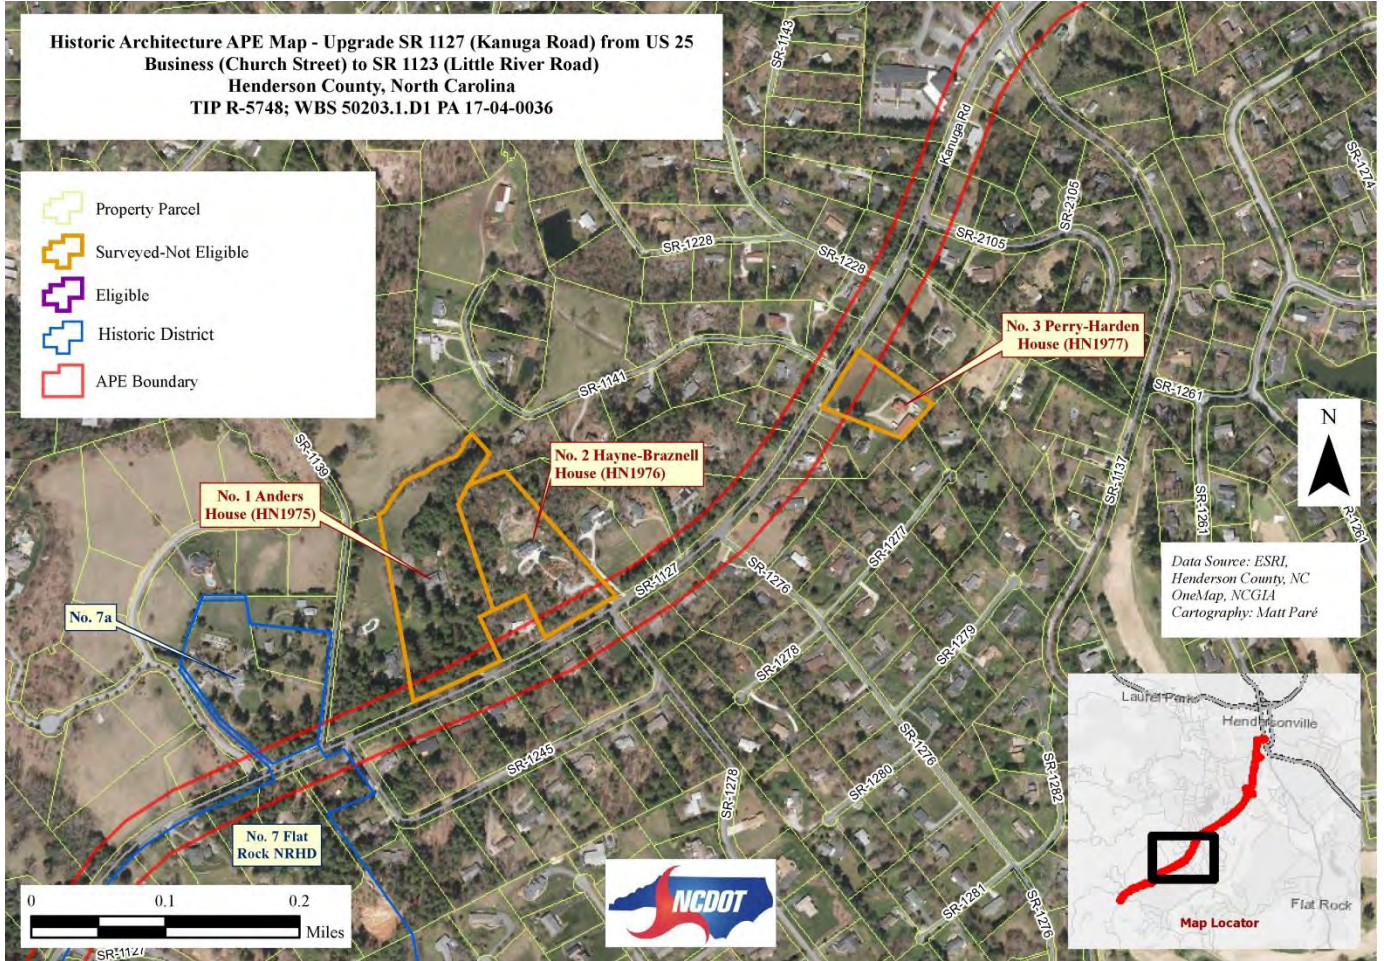 Historic Architecture APE Map - Upgrade SR 1127 (Kanuga Road) from US 25
Business (Church Street) to SR 1123 (Little River Road)
Henderson County, North Carolina
TIP R-5748; WBS 50203.1.D1 PA 17-04-0036
Property Parcel
Surveyed-Not Eligible
Eligible
Historic District
APE Boundary
SR-1143
Kanuga Rd
SR-1274
SR-2105
SR-2105
SR-1228
SR-1228
No. 3 Perry-Harden
House (HN1977)
SR-1141
SR-1261
SR-1139
No. 2 Hayne-Braznell
House (HN1976)
No. 1 Anders
House (HN1975)
SR-1137
SR-1261
R-1261
N
SR-1277
SR-1127
SR-1276
Data Source: ESRI,
Henderson County, NC
OneMap, NCGIA
Cartography: Matt Paré
No. 7a
SR-1279
SR-1278
SR-1245
SR-1276
SR-1280
SR-1278
SR-1282
No. 7 Flat
Rock NRHD
SR-1281
SR-1276
0
0.1
0.2
Miles
SR-1127
NCDOT
Laurel Park
Hendersonville
Flat Rock
Map Locator